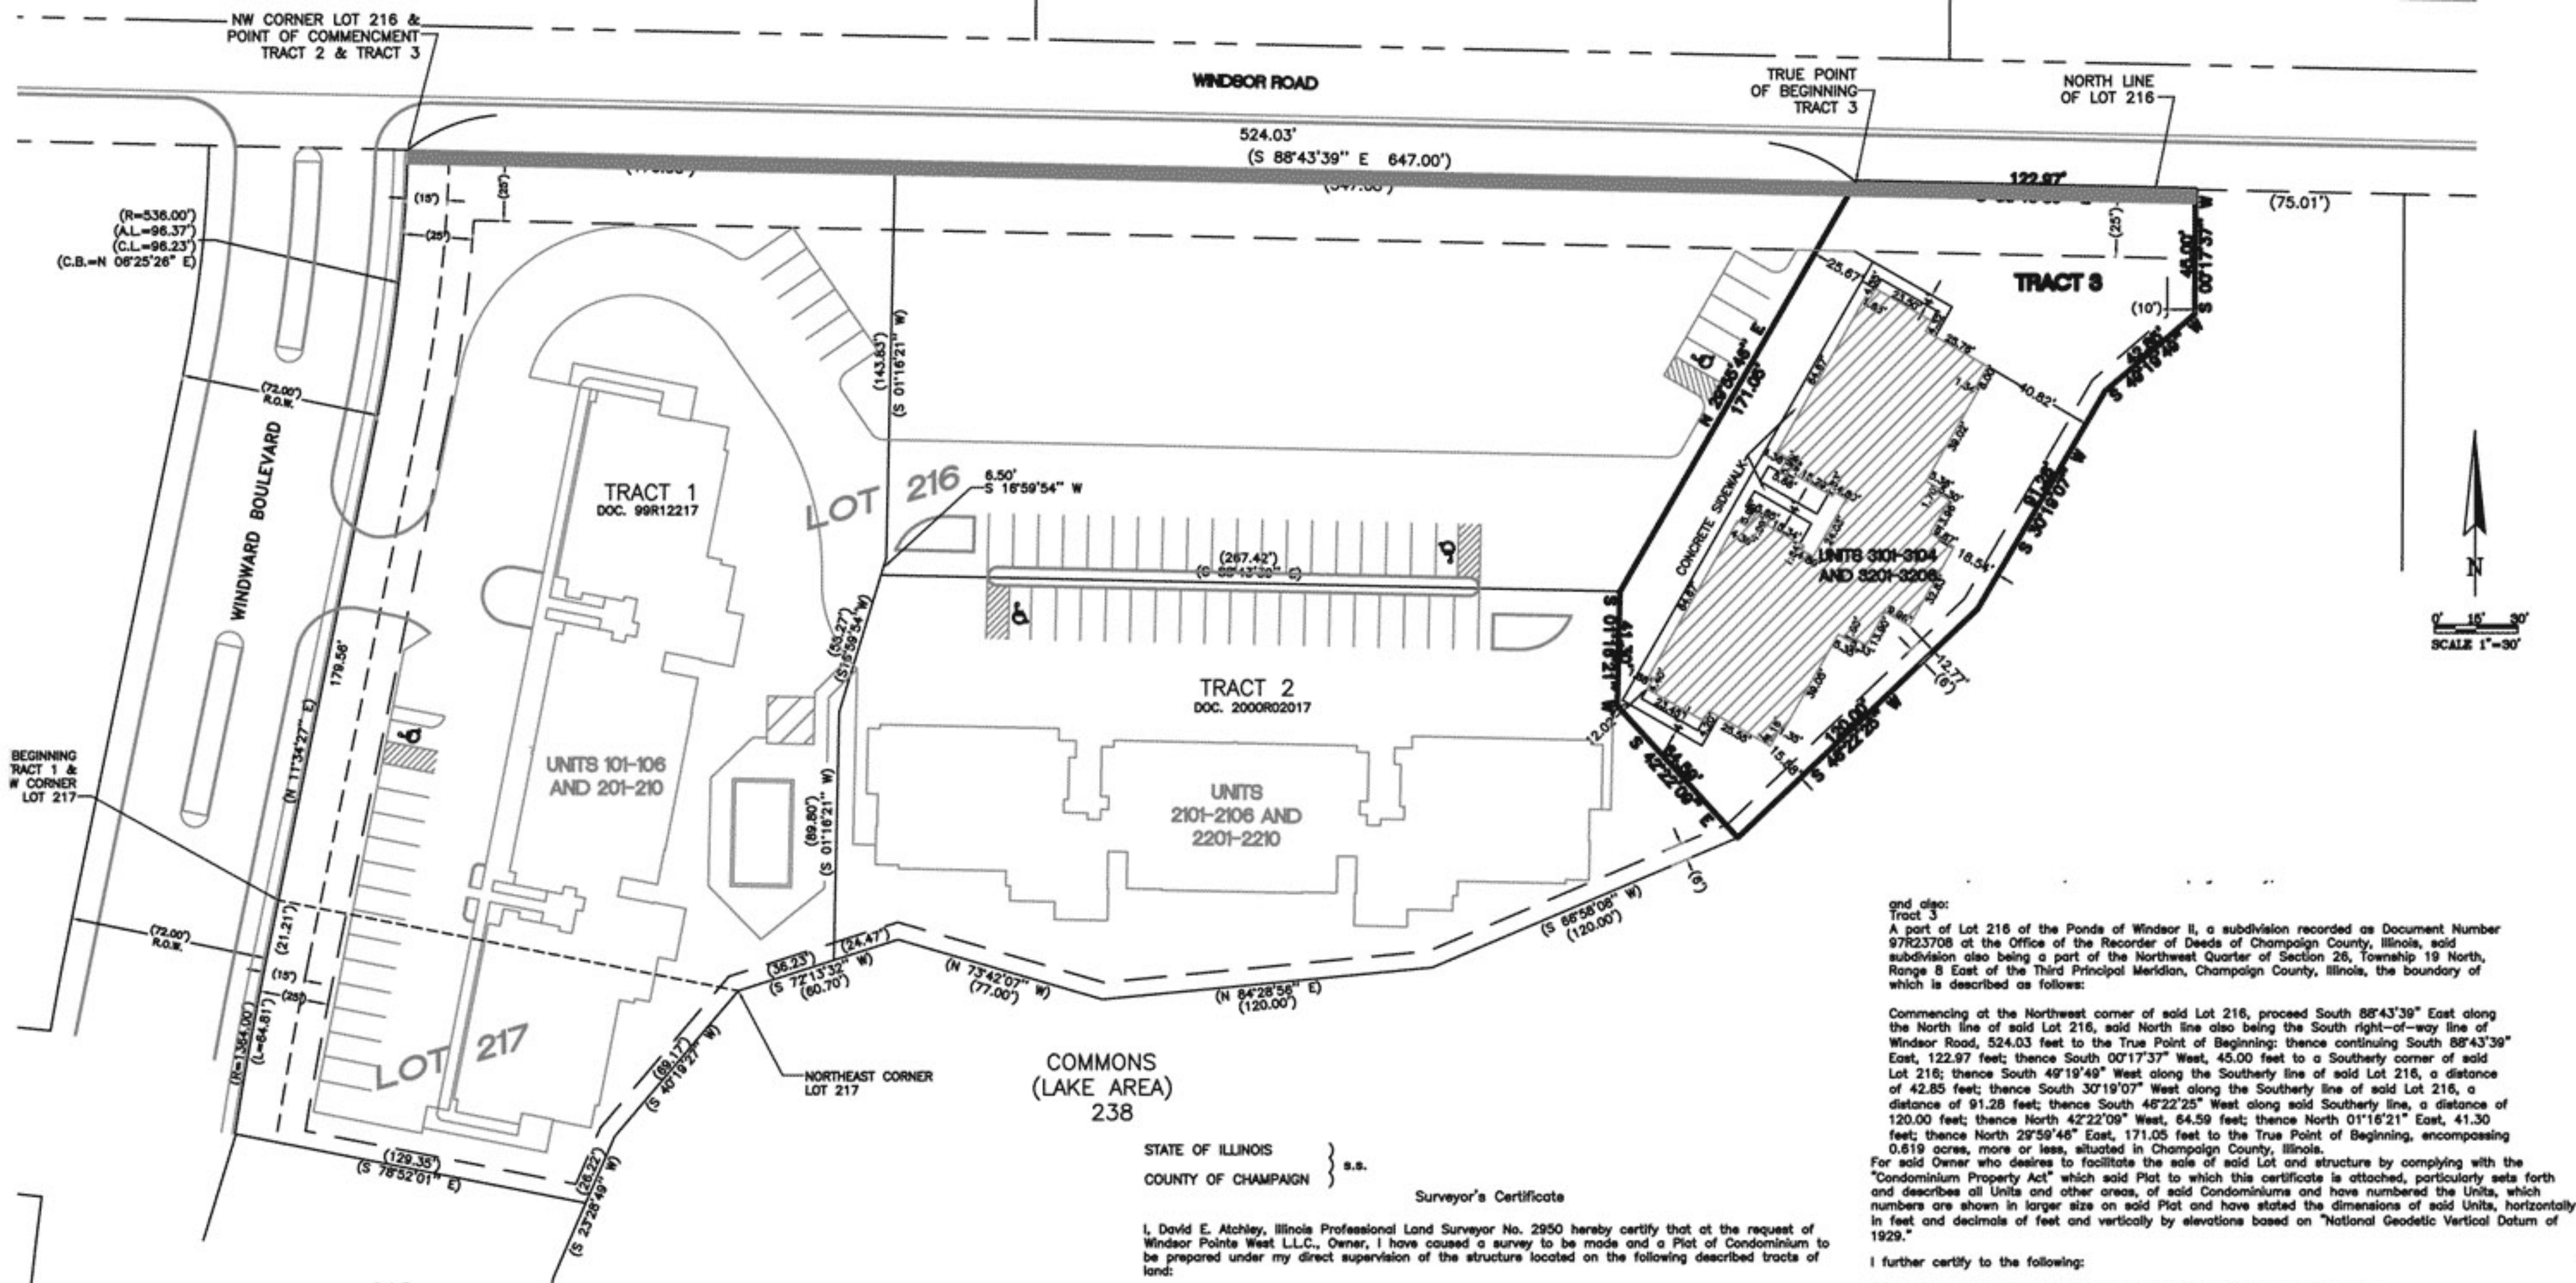 NW CORNER LOT 216 &
POINT OF COMMENCMENT
TRACT 2 & TRACT 3
WINDSOR ROAD
TRUE POINT
OF BEGINNING
TRACT 3
NORTH LINE
OF LOT 216
524.03'
(S 88°43'39" E 647.00')
122.97'
(75.01')
(15')
(25')
(25')
(25')
(R=536.00')
(A.L.=96.37')
(C.L.=96.23')
(C.B.=N 06°25'26" E)
45.00'
S 00°17'37" W
TRACT 3
(10')
42.85'
S 49°19'49" W
25.67'
23.50'
25.76'
40.82'
(143.83')
(S 01°16'21" W)
171.05'
64.67'
39.02'
91.28'
S 30°19'07" W
(72.00')
R.O.W.
WINDWARD BOULEVARD
TRACT 1
DOC. 99R12217
LOT 216
6.50'
S 16°59'54" W
(267.42')
CONCRETE SIDEWALK
UNITS 3101-3104
AND 3201-3206
18.54'
N
0' 15' 30'
SCALE 1"=30'
(55.27')
(S16°59'54" W)
S 01°16'21" W
41.30'
64.67'
179.56'
(N 11°34'27" E)
TRACT 2
DOC. 2000R02017
12.77'
(6')
39.05'
120.00'
S 46°22'25" W
23.45'
25.55'
12.02'
64.59'
S 42°22'09" E
15.88'
BEGINNING
RACT 1 &
W CORNER
LOT 217
UNITS 101-106
AND 201-210
UNITS
2101-2106 AND
2201-2210
(89.80')
(S 01°16'21" W)
(6')
(21.21')
(72.00')
R.O.W.
(15')
(25')
(36.23')
(24.47')
(S 72°13'32" W)
(60.70')
(N 73°42'07" W)
(77.00')
(N 84°28'56" E)
(120.00')
(S 66°58'08" W)
(120.00')
(R=1364.00')
(L=64.81')
LOT 217
(69.17')
(S 40°19'27" W)
NORTHEAST CORNER
LOT 217
COMMONS
(LAKE AREA)
238
(129.35')
(S 78°52'01" E)
(26.22')
(S 23°28'49" W)
STATE OF ILLINOIS
COUNTY OF CHAMPAIGN
s.s.
Surveyor's Certificate
I, David E. Atchley, Illinois Professional Land Surveyor No. 2950 hereby certify that at the request of
Windsor Pointe West L.L.C., Owner, I have caused a survey to be made and a Plat of Condominium to
be prepared under my direct supervision of the structure located on the following described tracts of
land:
and also:
Tract 3
A part of Lot 216 of the Ponds of Windsor II, a subdivision recorded as Document Number
97R23708 at the Office of the Recorder of Deeds of Champaign County, Illinois, said
subdivision also being a part of the Northwest Quarter of Section 26, Township 19 North,
Range 8 East of the Third Principal Meridian, Champaign County, Illinois, the boundary of
which is described as follows:
Commencing at the Northwest corner of said Lot 216, proceed South 88°43'39" East along
the North line of said Lot 216, said North line also being the South right-of-way line of
Windsor Road, 524.03 feet to the True Point of Beginning: thence continuing South 88°43'39"
East, 122.97 feet; thence South 00°17'37" West, 45.00 feet to a Southerly corner of said
Lot 216; thence South 49°19'49" West along the Southerly line of said Lot 216, a distance
of 42.85 feet; thence South 30°19'07" West along the Southerly line of said Lot 216, a
distance of 91.28 feet; thence South 46°22'25" West along said Southerly line, a distance of
120.00 feet; thence North 42°22'09" West, 64.59 feet; thence North 01°16'21" East, 41.30
feet; thence North 29°59'46" East, 171.05 feet to the True Point of Beginning, encompassing
0.619 acres, more or less, situated in Champaign County, Illinois.
For said Owner who desires to facilitate the sale of said Lot and structure by complying with the
"Condominium Property Act" which said Plat to which this certificate is attached, particularly sets forth
and describes all Units and other areas, of said Condominiums and have numbered the Units, which
numbers are shown in larger size on said Plat and have stated the dimensions of said Units, horizontally
in feet and decimals of feet and vertically by elevations based on "National Geodetic Vertical Datum of
1929."
I further certify to the following: